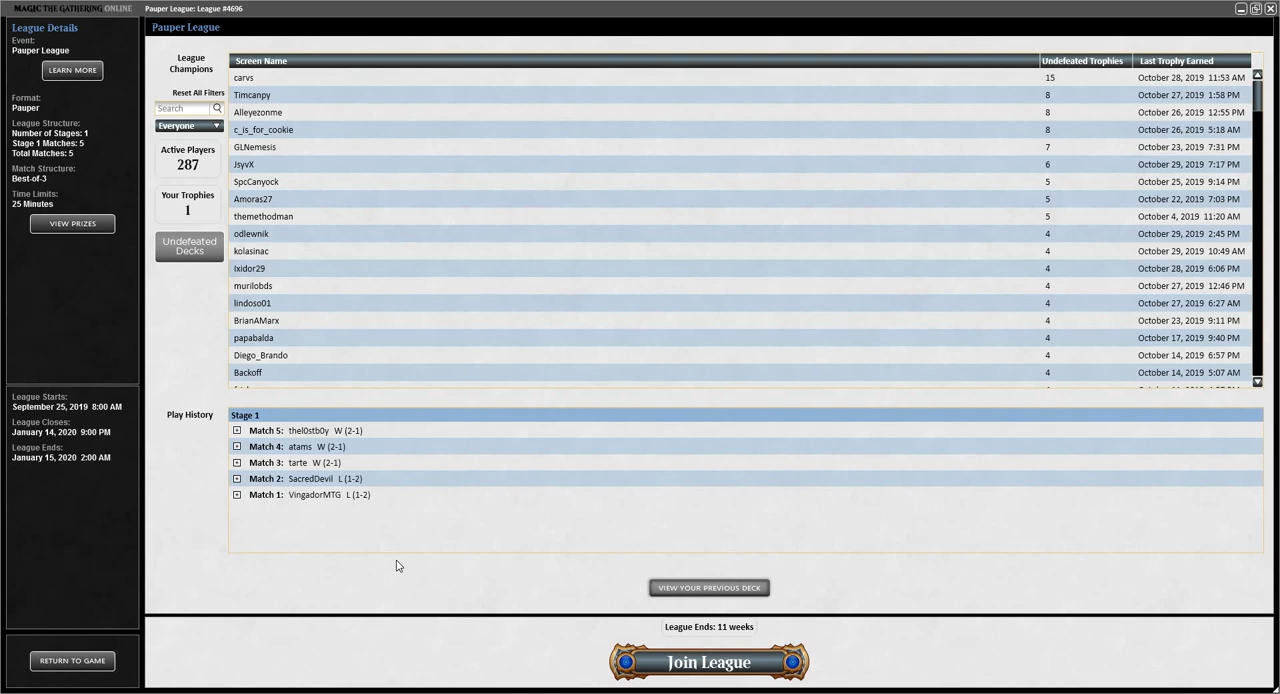 MAGIC THE GATHERING ONLINE
Pauper League: League #4696
League Details
Event:
Pauper League
LEARN MORE
Format:
Pauper
League Structure:
Number of Stages: 1
Stage 1 Matches: 5
Total Matches: 5
Match Structure:
Best-of-3
Time Limits:
25 Minutes
VIEW PRIZES
League Starts:
September 25, 2019 8:00 AM
League Closes:
January 14, 2020 9:00 PM
League Ends:
January 15, 2020 2:00 AM
RETURN TO GAME
Pauper League
League
Champions
Reset All Filters
Search
Everyone
Active Players
287
Your Trophies
1
Undefeated
Decks
Screen Name Undefeated Trophies Last Trophy Earned
carvs 15 October 28, 2019 11:53 AM
Timcanpy 8 October 27, 2019 1:58 PM
Alleyezonme 8 October 26, 2019 12:55 PM
c_is_for_cookie 8 October 26, 2019 5:18 AM
GLNemesis 7 October 23, 2019 7:31 PM
JsyvX 6 October 29, 2019 7:17 PM
SpcCanyock 5 October 25, 2019 9:14 PM
Amoras27 5 October 22, 2019 7:03 PM
themethodman 5 October 4, 2019 11:20 AM
odlewnik 4 October 29, 2019 2:45 PM
kolasinac 4 October 29, 2019 10:49 AM
Ixidor29 4 October 28, 2019 6:06 PM
murilobds 4 October 27, 2019 12:46 PM
lindoso01 4 October 27, 2019 6:27 AM
BrianAMarx 4 October 23, 2019 9:11 PM
papabalda 4 October 17, 2019 9:40 PM
Diego_Brando 4 October 14, 2019 6:57 PM
Backoff 4 October 14, 2019 5:07 AM
Play History
Stage 1
Match 5: thel0stb0y W (2-1)
Match 4: atams W (2-1)
Match 3: tarte W (2-1)
Match 2: SacredDevil L (1-2)
Match 1: VingadorMTG L (1-2)
VIEW YOUR PREVIOUS DECK
League Ends: 11 weeks
Join League